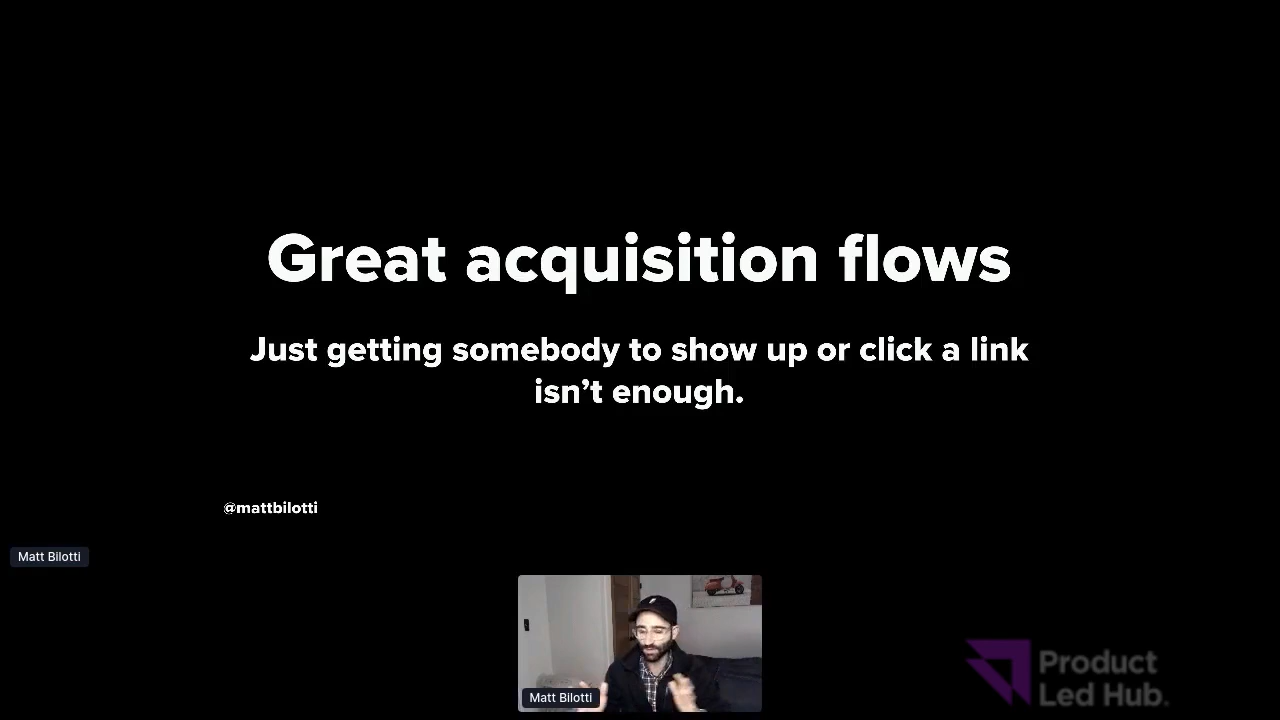 Great acquisition flows
Just getting somebody to show up or click a link
isn’t enough.
@mattbilotti
Matt Bilotti
Matt Bilotti
Product
Led Hub.